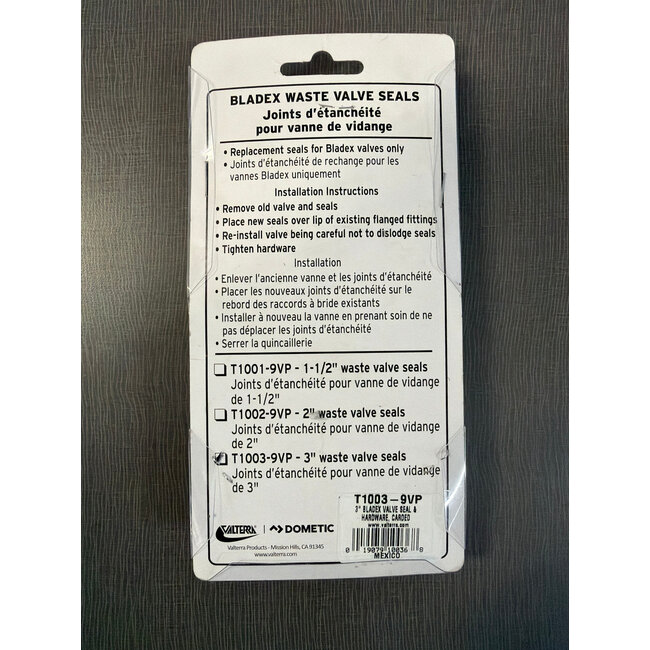 BLADEX WASTE VALVE SEALS
Joints d'étanchéité
pour vanne de vidange
• Replacement seals for Bladex valves only
• Joints d'étanchéité de rechange pour les
vannes Bladex uniquement
Installation Instructions
• Remove old valve and seals
• Place new seals over lip of existing flanged fittings
• Re-install valve being careful not to dislodge seals
• Tighten hardware
Installation
• Enlever l'ancienne vanne et les joints d'étanchéité
• Placer les nouveaux joints d'étanchéité sur le
rebord des raccords à bride existants
• Installer à nouveau la vanne en prenant soin de ne
pas déplacer les joints d'étanchéité
• Serrer la quincaillerie
T1001-9VP - 1-1/2" waste valve seals
Joints d'étanchéité pour vanne de vidange
de 1-1/2"
T1002-9VP - 2" waste valve seals
Joints d'étanchéité pour vanne de vidange
de 2"
T1003-9VP - 3" waste valve seals
Joints d'étanchéité pour vanne de vidange
de 3"
VALTERRA | DOMETIC
Valterra Products - Mission Hills, CA 91345
www.valterra.com
T1003-9VP
3" BLADEX VALVE SEAL &
HARDWARE, CARDED
www.valterra.com
0 19079 10036 8
MEXICO